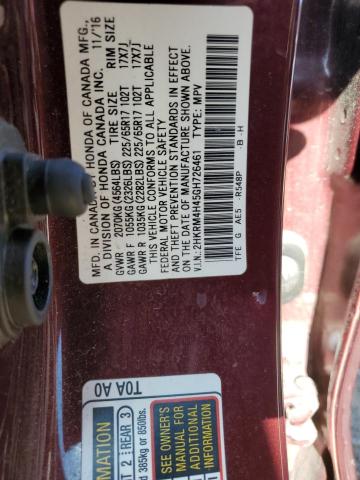 MFD. IN CANADA BY HONDA OF CANADA MFG.,
A DIVISION OF HONDA CANADA INC. 11/'16
GVWR 2070KG(4564LBS) TIRE SIZE RIM SIZE
GAWR F 1055KG(2326LBS) 225/65R17 102T 17X7J
GAWR R 1035KG(2282LBS) 225/65R17 102T 17X7J
THIS VEHICLE CONFORMS TO ALL APPLICABLE
FEDERAL MOTOR VEHICLE SAFETY, BUMPER,
AND THEFT PREVENTION STANDARDS IN EFFECT
ON THE DATE OF MANUFACTURE SHOWN ABOVE.
V.I.N.: 2HKRM4H45GH726461 TYPE: MPV
TFE G AE5 -R548P -B -H
T0A A0
MATION
2 REAR 3
385kg or 850lbs.
SEE OWNER'S
MANUAL FOR
ADDITIONAL